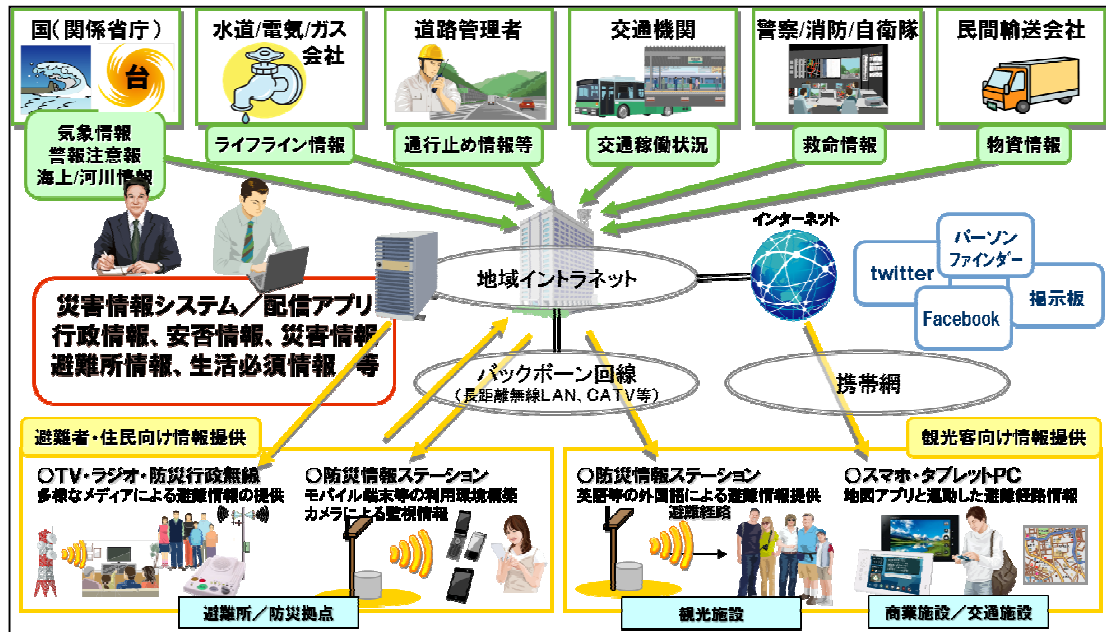 国(関係省庁)
水道/電気/ガス
会社
道路管理者
交通機関
警察/消防/自衛隊
民間輸送会社
台
気象情報
警報注意報
海上/河川情報
ライフライン情報
通行止め情報等
交通稼働状況
救命情報
物資情報
インターネット
パーソン
ファインダー
twitter
掲示板
Facebook
地域イントラネット
災害情報システム/配信アプリ
行政情報、安否情報、災害情報
避難所情報、生活必須情報 等
バックボーン回線
(長距離無線LAN、CATV等)
携帯網
避難者・住民向け情報提供
観光客向け情報提供
○TV・ラジオ・防災行政無線
多様なメディアによる避難情報の提供
○防災情報ステーション
モバイル端末等の利用環境構築
カメラによる監視情報
○防災情報ステーション
英語等の外国語による避難情報提供
避難経路
○スマホ・タブレットPC
地図アプリと連動した避難経路情報
避難所/防災拠点
観光施設
商業施設/交通施設